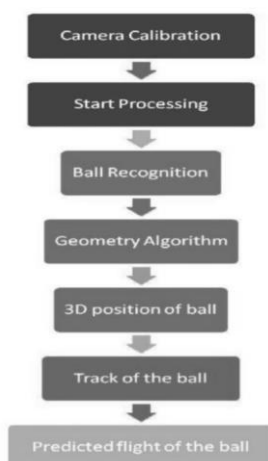 Camera Calibration
Start Processing
Ball Recognition
Geometry Algorithm
3D position of ball
Track of the ball
Predicted flight of the ball